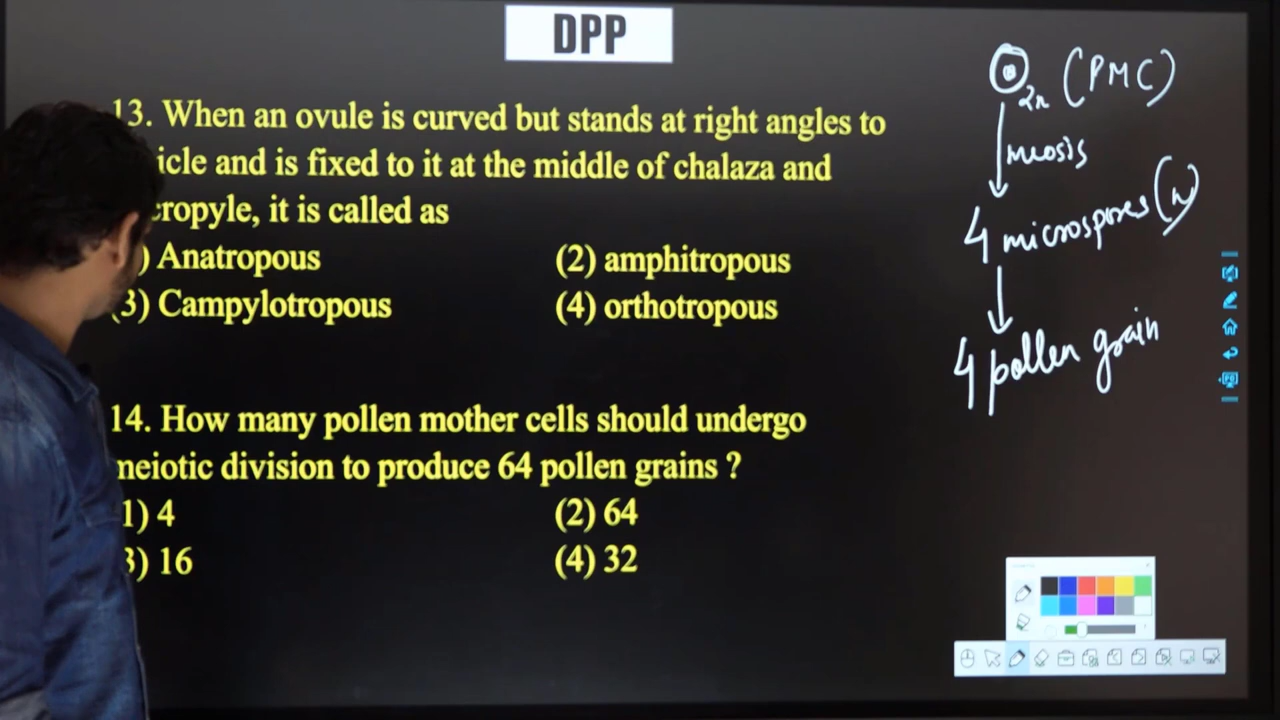 DPP
13. When an ovule is curved but stands at right angles to
icle and is fixed to it at the middle of chalaza and
cropyle, it is called as
) Anatropous (2) amphitropous
3) Campylotropous (4) orthotropous
14. How many pollen mother cells should undergo
meiotic division to produce 64 pollen grains ?
1) 4 (2) 64
3) 16 (4) 32
2n (PMC)
meosis
4 microspores (n)
4 pollen grain